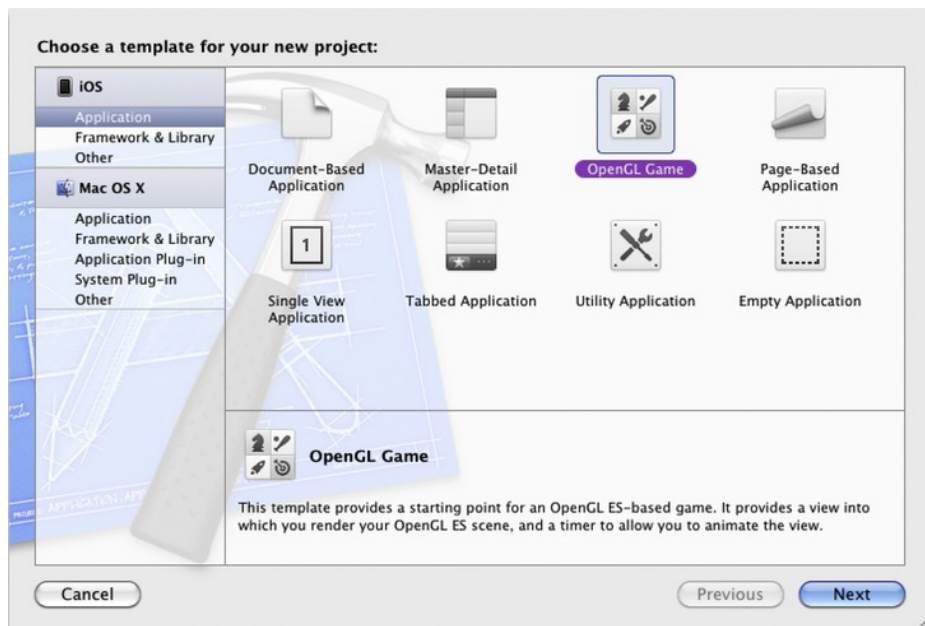 Choose a template for your new project:
iOS
Application
Framework & Library
Other
Mac OS X
Application
Framework & Library
Application Plug-in
System Plug-in
Other
Document-Based
Application
Master-Detail
Application
OpenGL Game
Page-Based
Application
1
Single View
Application
Tabbed Application
Utility Application
Empty Application
OpenGL Game
This template provides a starting point for an OpenGL ES-based game. It provides a view into
which you render your OpenGL ES scene, and a timer to allow you to animate the view.
Cancel
Previous
Next